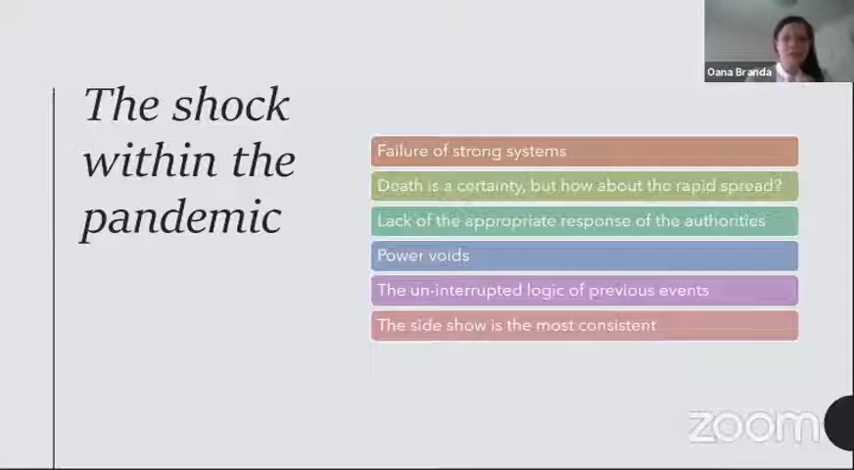 The shock
within the
pandemic
Failure of strong systems
Death is a certainty, but how about the rapid spread?
Lack of the appropriate response of the authorities
Power voids
The un-interrupted logic of previous events
The side show is the most consistent
Oana Branda
zoom